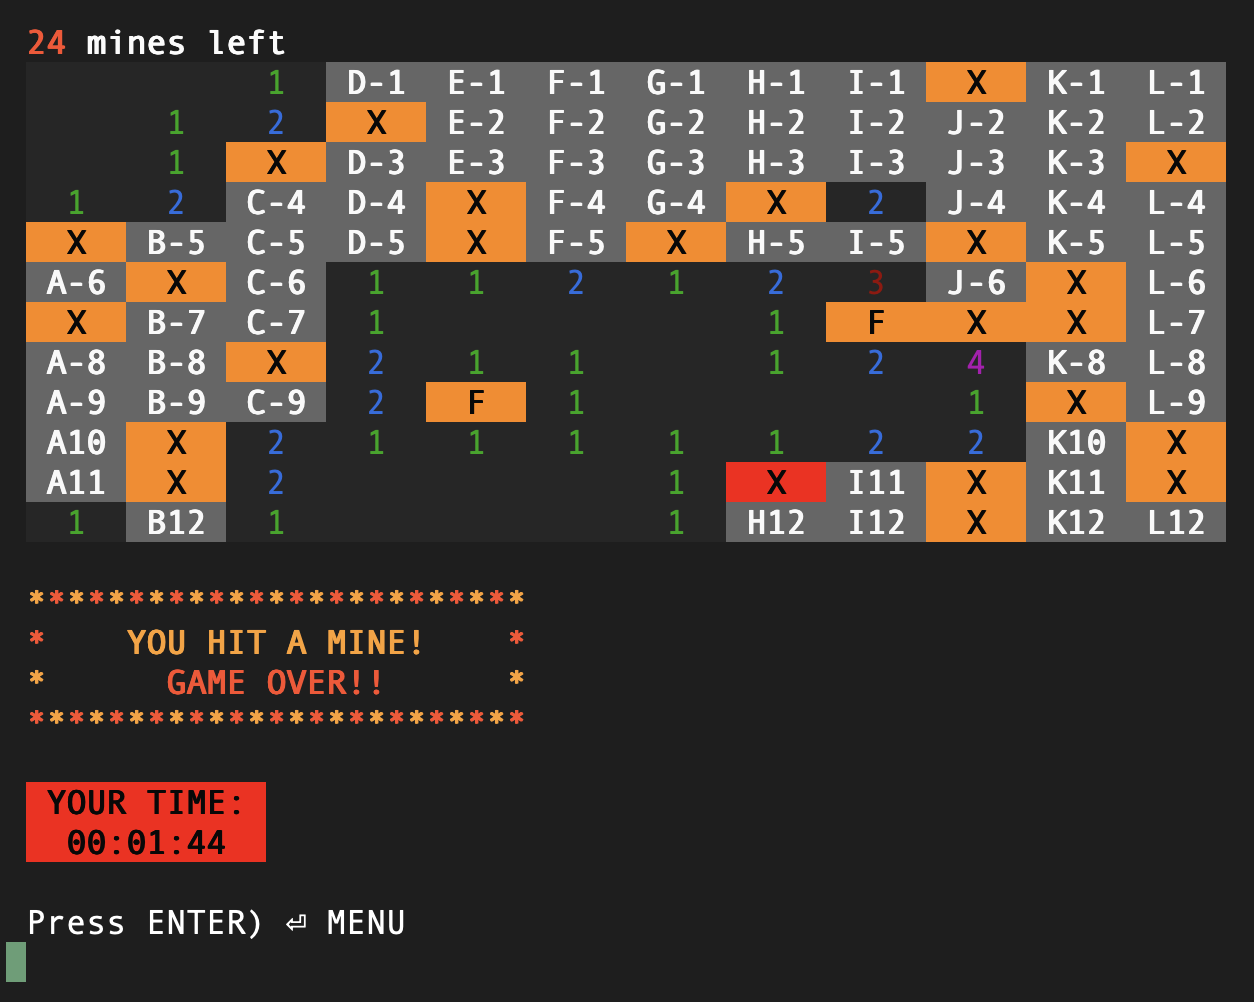 24 mines left
1 D-1 E-1 F-1 G-1 H-1 I-1 X K-1 L-1
1 2 X E-2 F-2 G-2 H-2 I-2 J-2 K-2 L-2
1 X D-3 E-3 F-3 G-3 H-3 I-3 J-3 K-3 X
1 2 C-4 D-4 X F-4 G-4 X 2 J-4 K-4 L-4
X B-5 C-5 D-5 X F-5 X H-5 I-5 X K-5 L-5
A-6 X C-6 1 1 2 1 2 3 J-6 X L-6
X B-7 C-7 1 1 F X X L-7
A-8 B-8 X 2 1 1 1 2 4 K-8 L-8
A-9 B-9 C-9 2 F 1 1 X L-9
A10 X 2 1 1 1 1 1 2 2 K10 X
A11 X 2 1 X I11 X K11 X
1 B12 1 1 H12 I12 X K12 L12
*************************
* YOU HIT A MINE! *
* GAME OVER!! *
*************************
YOUR TIME:
00:01:44
Press ENTER) ⏎ MENU